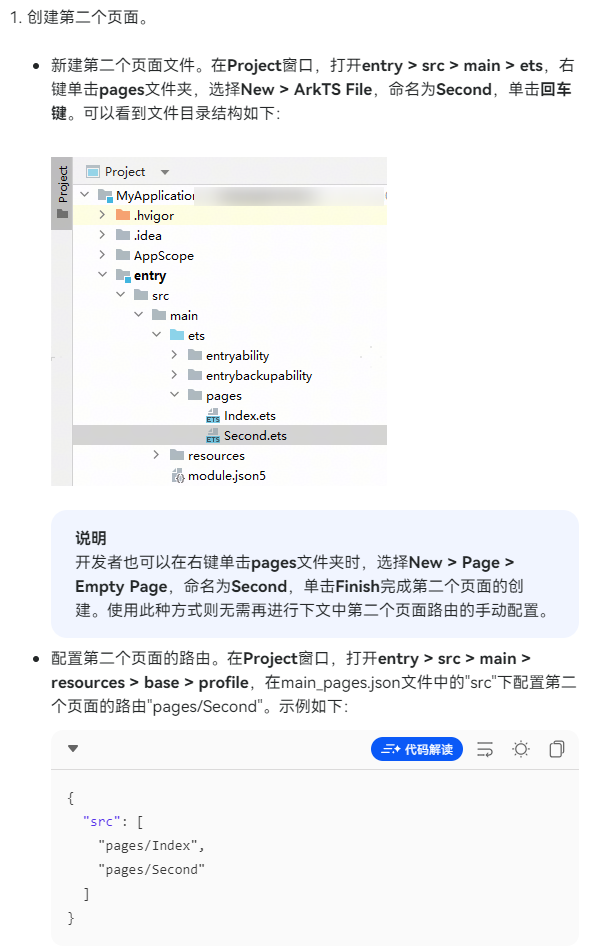 1. 创建第二个页面。
新建第二个页面文件。在Project窗口，打开entry > src > main > ets，右
键单击pages文件夹，选择New > ArkTS File，命名为Second，单击回车
键。可以看到文件目录结构如下：
Project
Project
MyApplication
.hvigor
.idea
AppScope
entry
src
main
ets
entryability
entrybackupability
pages
Index.ets
Second.ets
resources
module.json5
说明
开发者也可以在右键单击pages文件夹时，选择New > Page >
Empty Page，命名为Second，单击Finish完成第二个页面的创
建。使用此种方式则无需再进行下文中第二个页面路由的手动配置。
配置第二个页面的路由。在Project窗口，打开entry > src > main >
resources > base > profile，在main_pages.json文件中的"src"下配置第二
个页面的路由"pages/Second"。示例如下：
代码解读
{
"src": [
"pages/Index",
"pages/Second"
]
}